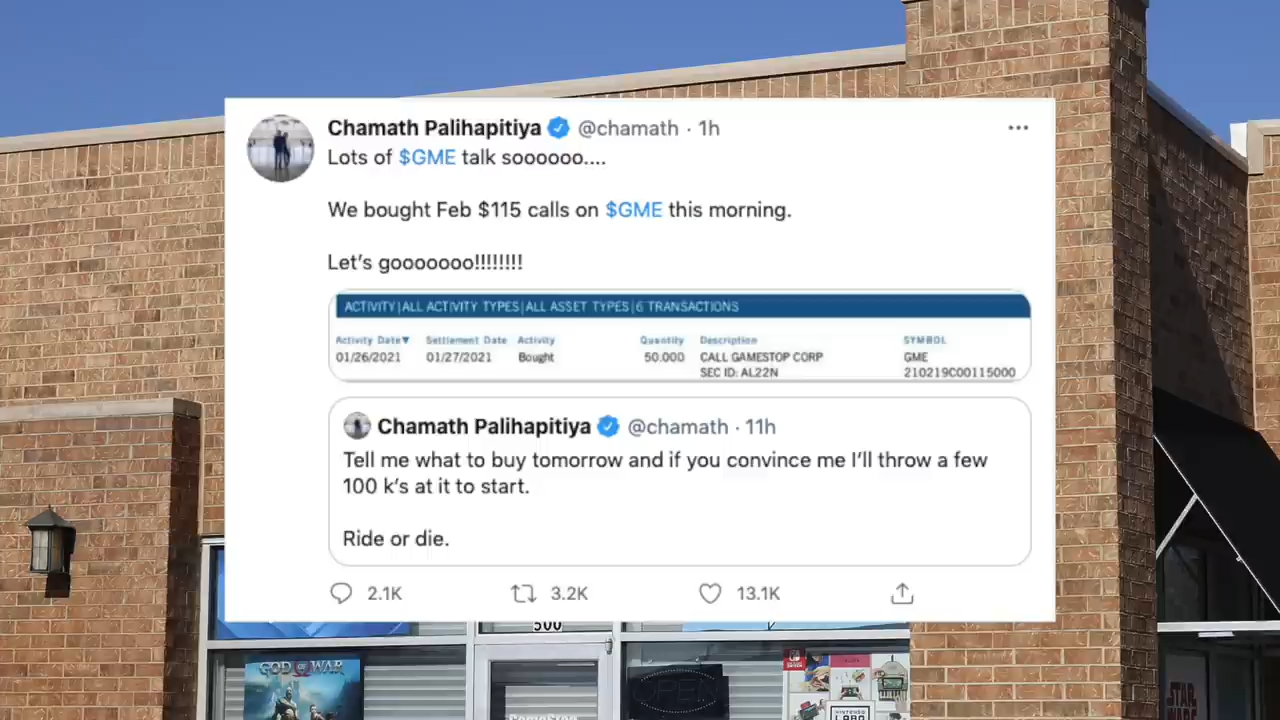 Chamath Palihapitiya @chamath · 1h
Lots of $GME talk soooooo....
We bought Feb $115 calls on $GME this morning.
Let's gooooooo!!!!!!!!
ACTIVITY|ALL ACTIVITY TYPES|ALL ASSET TYPES|6 TRANSACTIONS
Activity Date▼ Settlement Date Activity Quantity Description SYMBOL
01/26/2021 01/27/2021 Bought 50.000 CALL GAMESTOP CORP GME
SEC ID: AL22N 210219C00115000
Chamath Palihapitiya @chamath · 11h
Tell me what to buy tomorrow and if you convince me I'll throw a few
100 k's at it to start.
Ride or die.
2.1K 3.2K 13.1K
500
GOD OF WAR
OPEN
NINTENDO
LABO
STAR
WARS
GameStop